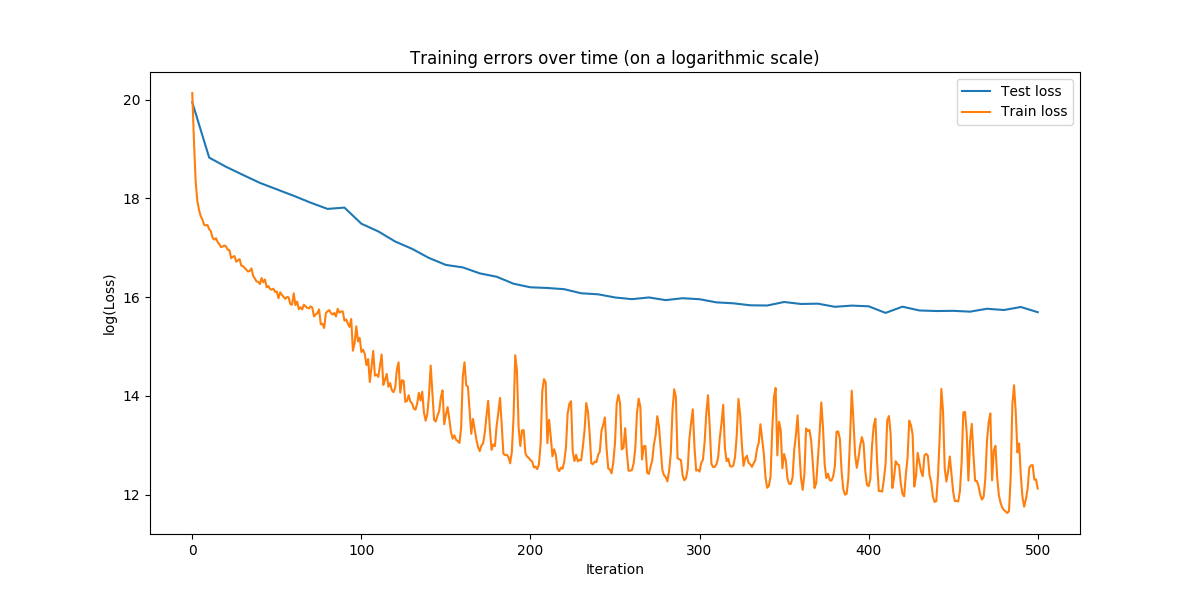 Training errors over time (on a logarithmic scale)
Test loss
Train loss
20
18
16
14
12
log(Loss)
0 100 200 300 400 500
Iteration